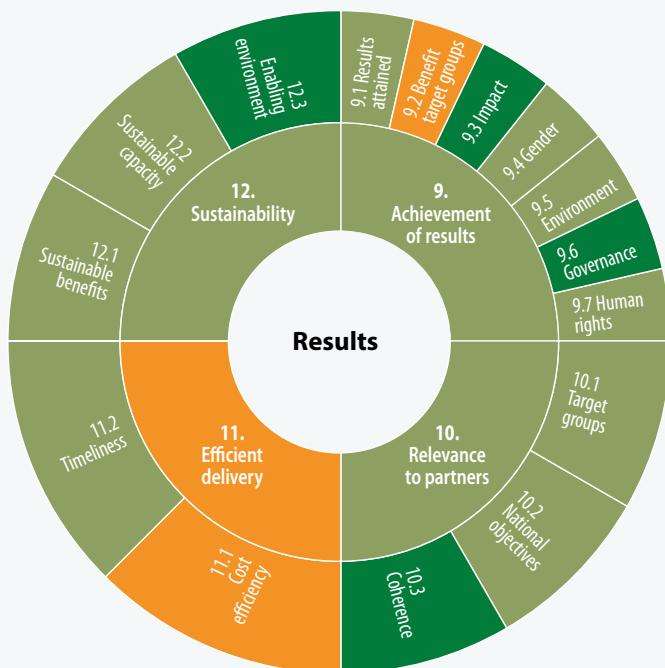 Results
9.
Achievement
of results
9.1 Results
attained
9.2 Benefit
target groups
9.3 Impact
9.4 Gender
9.5
Environment
9.6
Governance
9.7 Human
rights
10.
Relevance
to partners
10.1
Target
groups
10.2
National
objectives
10.3
Coherence
11.
Efficient
delivery
11.1 Cost
efficiency
11.2
Timeliness
12.
Sustainability
12.1
Sustainable
benefits
12.2
Sustainable
capacity
12.3
Enabling
environment